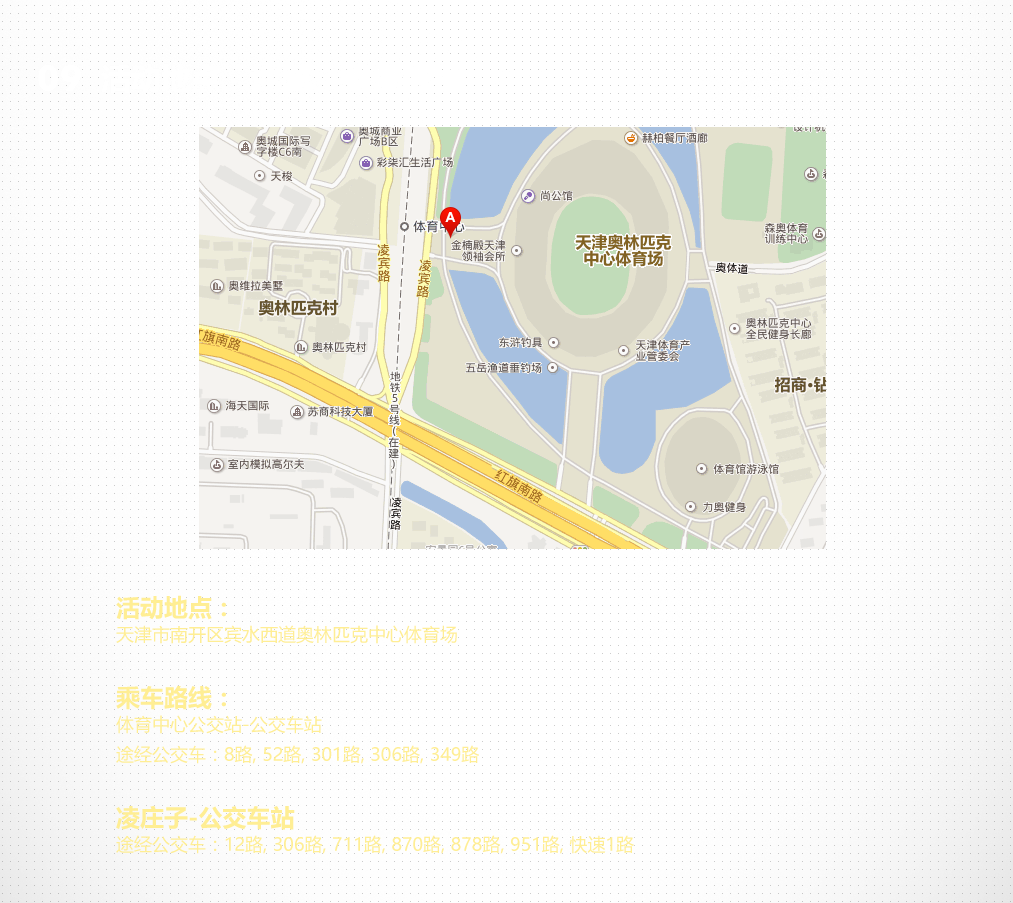 奥城国际写
字楼C6南
奥城商业
广场B区
彩柒汇生活广场
天梭
赫柏餐厅酒廊
尚公馆
A
体育中心
金楠殿天津
领袖会所
天津奥林匹克
中心体育场
森奥体育
训练中心
奥体道
凌宾路
凌宾路
奥维拉美墅
奥林匹克村
奥林匹克中心
全民健身长廊
红旗南路
奥林匹克村
东浒钓具
天津体育产
业管委会
五岳渔道垂钓场
地铁5号线(在建)
招商·钻
海天国际
苏商科技大厦
室内模拟高尔夫
体育馆游泳馆
红旗南路
凌宾路
力奥健身
活动地点：
天津市南开区宾水西道奥林匹克中心体育场
乘车路线：
体育中心公交站-公交车站
途经公交车：8路, 52路, 301路, 306路, 349路
凌庄子-公交车站
途经公交车：12路, 306路, 711路, 870路, 878路, 951路, 快速1路